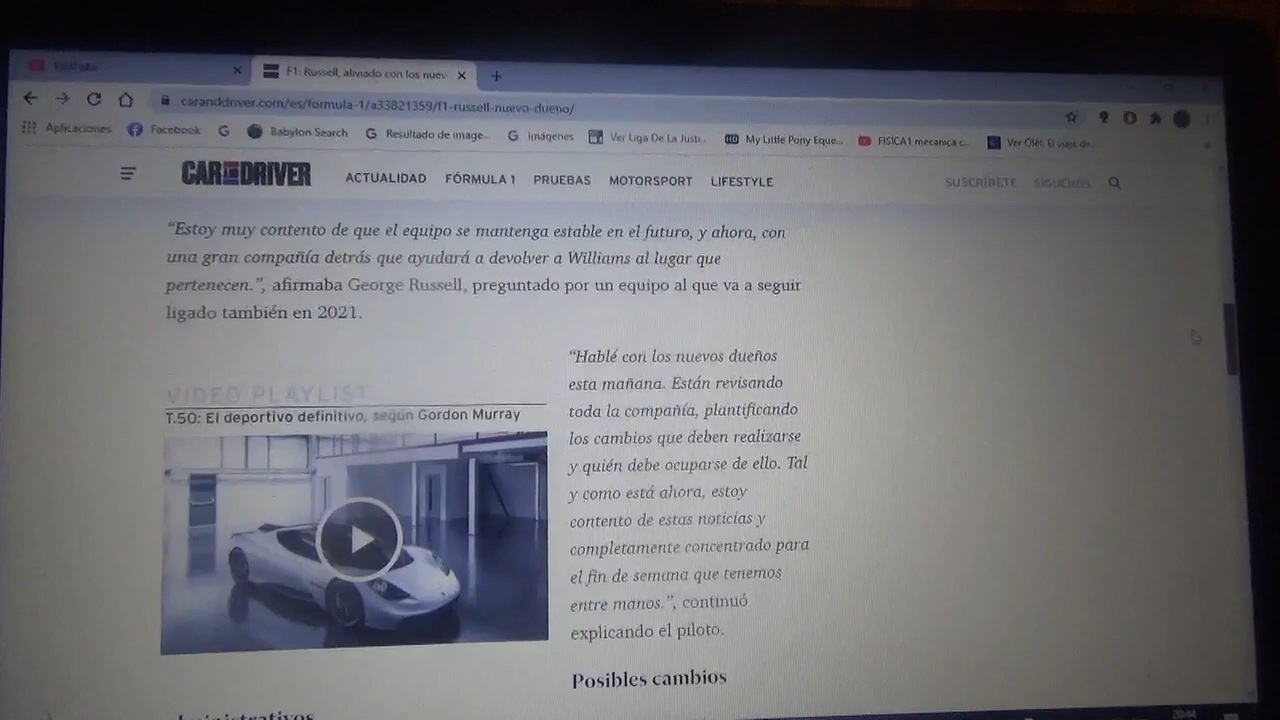 YouTube
F1: Russell, aliviado con los nuev
caranddriver.com/es/formula-1/a33821359/f1-russell-nuevo-dueno/
Aplicaciones Facebook Babylon Search Resultado de image... Imágenes Ver Liga De La Justi... My Little Pony Eque... FISICA1 mecanica c... Ver Olé!, El viaje de...
CAR AND DRIVER ACTUALIDAD FÓRMULA 1 PRUEBAS MOTORSPORT LIFESTYLE SUSCRÍBETE SÍGUENOS
“Estoy muy contento de que el equipo se mantenga estable en el futuro, y ahora, con
una gran compañía detrás que ayudará a devolver a Williams al lugar que
pertenecen.”, afirmaba George Russell, preguntado por un equipo al que va a seguir
ligado también en 2021.
VIDEO PLAYLIST
T.50: El deportivo definitivo, según Gordon Murray
“Hablé con los nuevos dueños
esta mañana. Están revisando
toda la compañía, plantificando
los cambios que deben realizarse
y quién debe ocuparse de ello. Tal
y como está ahora, estoy
contento de estas noticias y
completamente concentrado para
el fin de semana que tenemos
entre manos.”, continuó
explicando el piloto.
Posibles cambios
administrativos